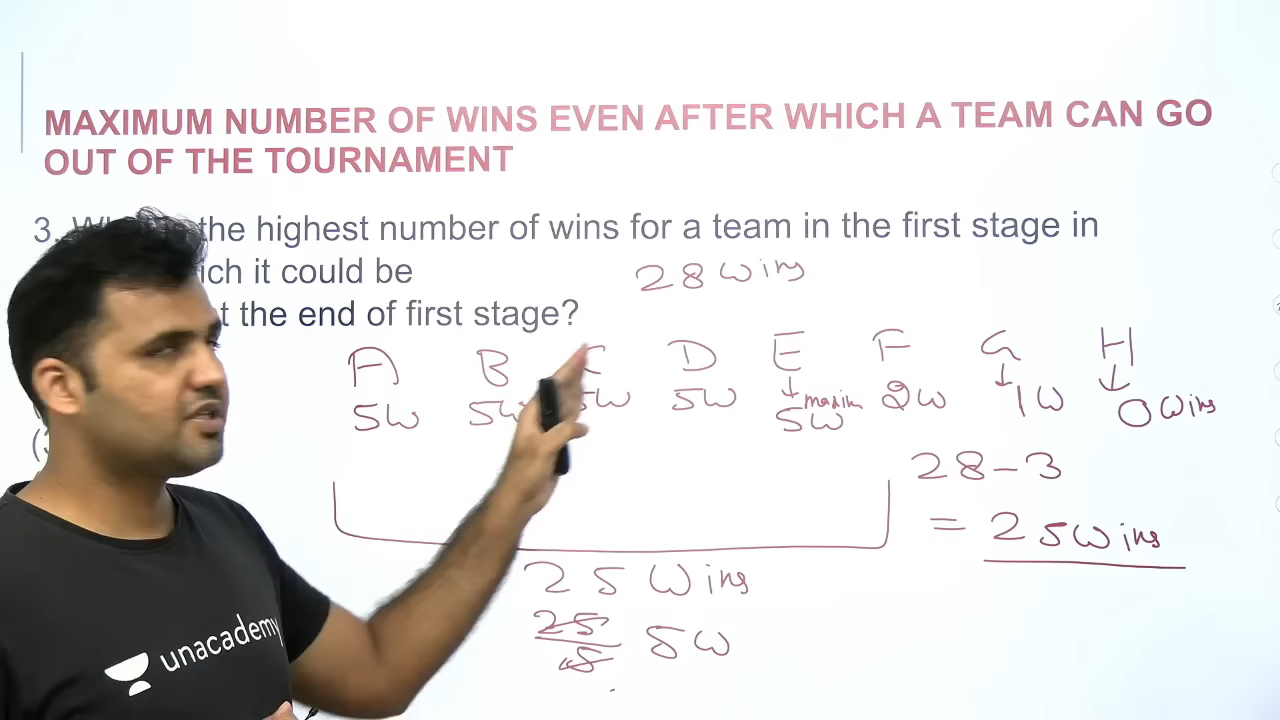 MAXIMUM NUMBER OF WINS EVEN AFTER WHICH A TEAM CAN GO
OUT OF THE TOURNAMENT
3. the highest number of wins for a team in the first stage in
it could be
28 wins
the end of first stage?
A B D E F G H
5W 5W 5W 5W 2W 1W 0 wins
28 - 3
= 25 wins
25 wins
25/5 5W
unacademy